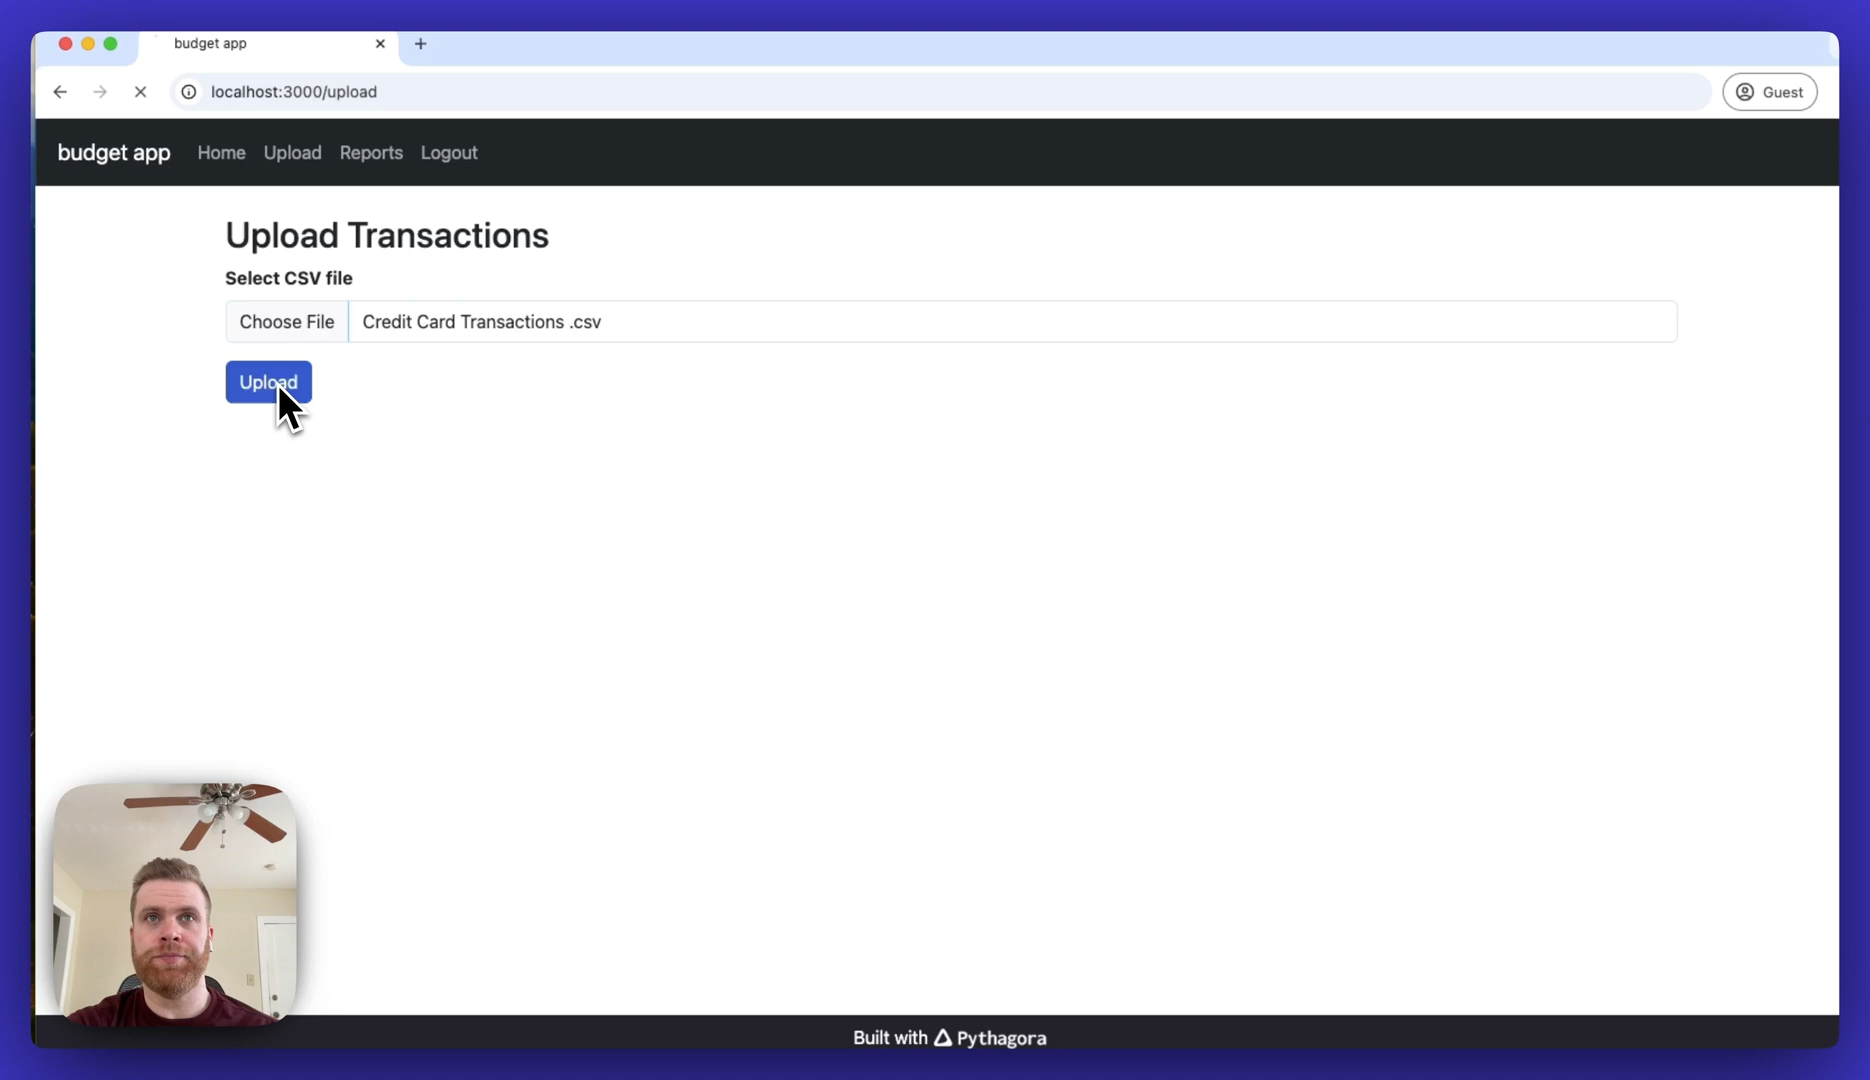 budget app
localhost:3000/upload
Guest
budget app Home Upload Reports Logout
Upload Transactions
Select CSV file
Choose File Credit Card Transactions .csv
Upload
Built with Pythagora